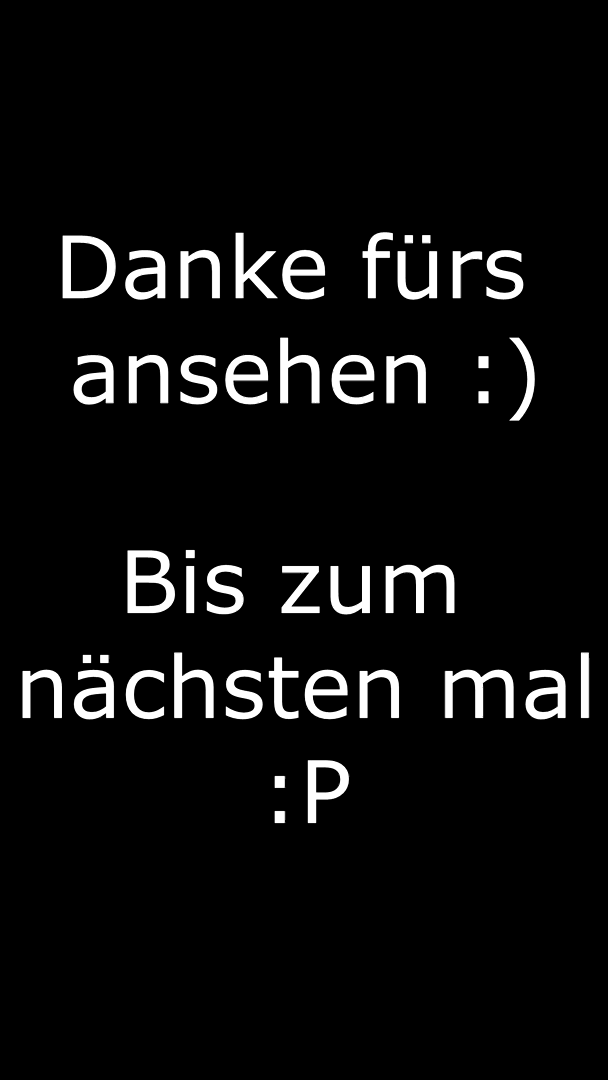 Danke fürs
ansehen :)
Bis zum
nächsten mal
:P